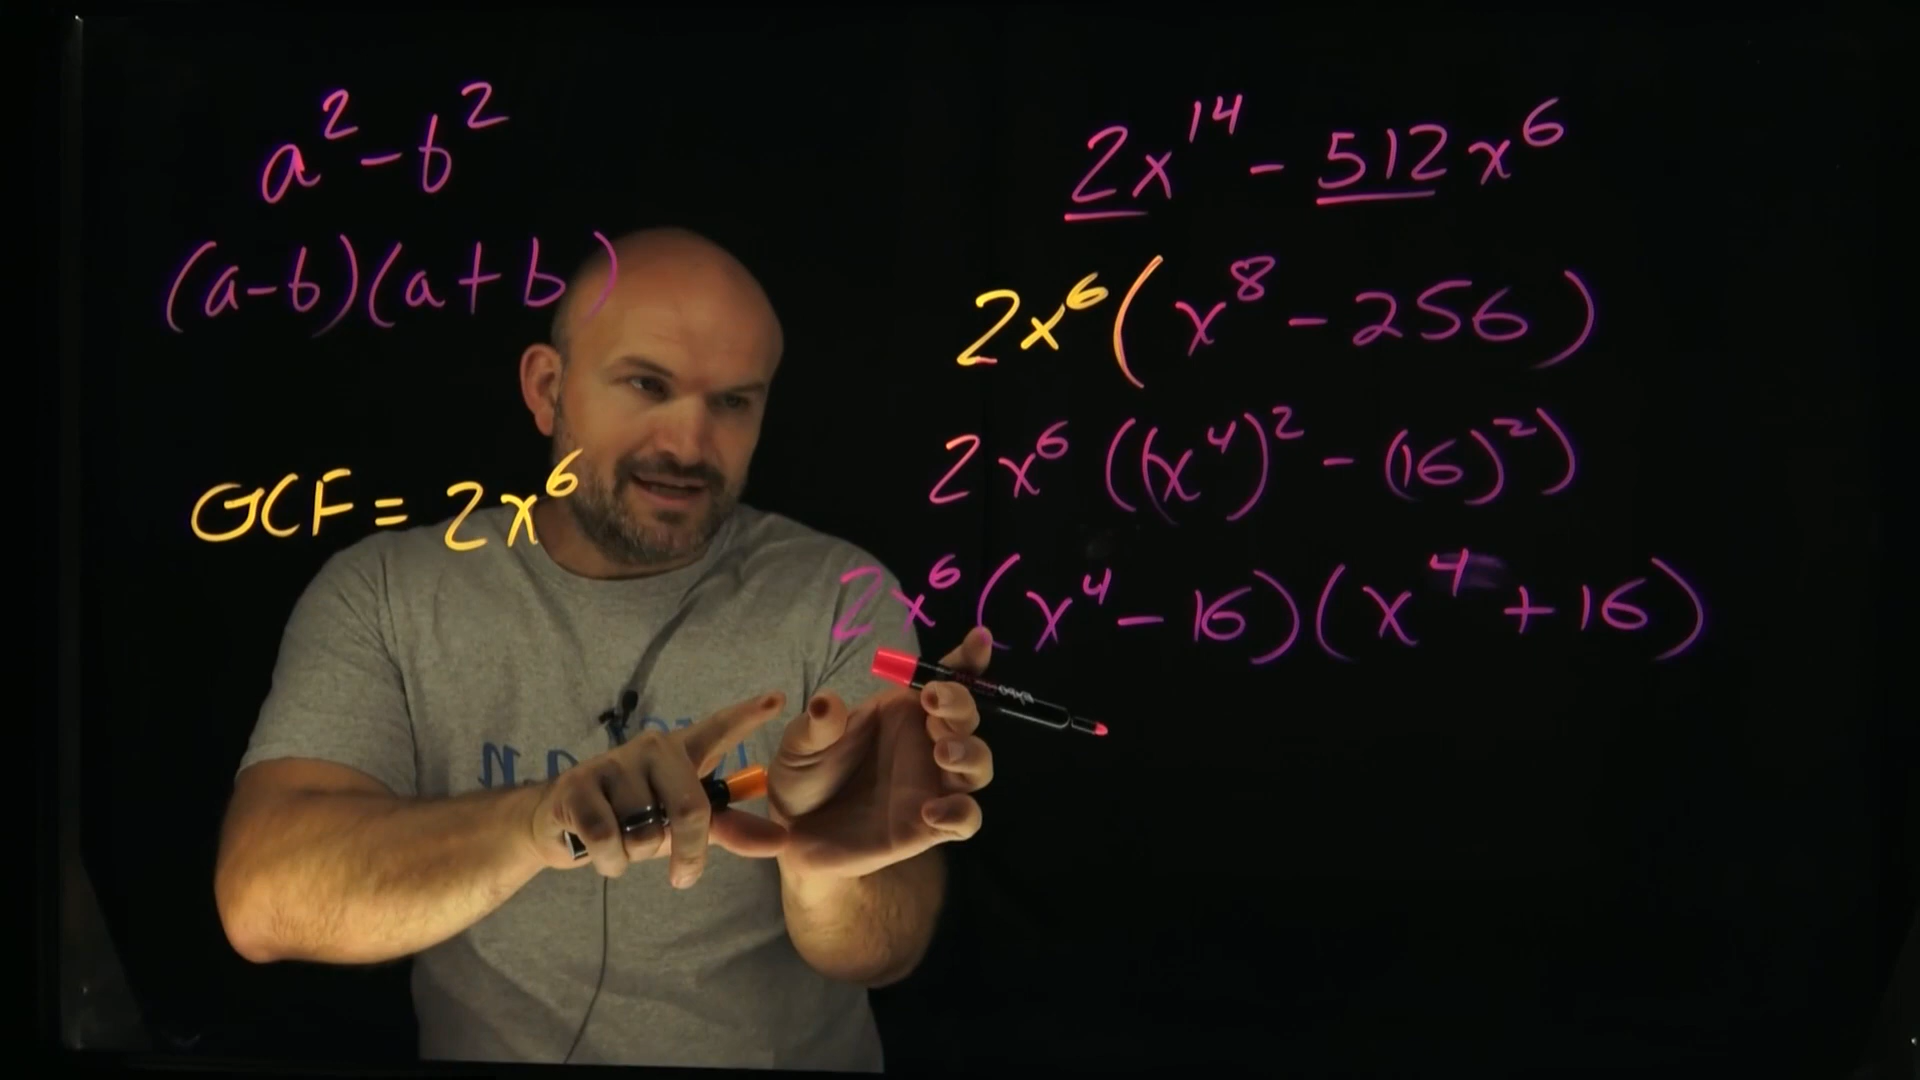 a² - b²
(a-b)(a+b)
GCF = 2x⁶
2x¹⁴ - 512x⁶
2x⁶(x⁸ - 256)
2x⁶((x⁴)² - (16)²)
2x⁶(x⁴ - 16)(x⁴ + 16)